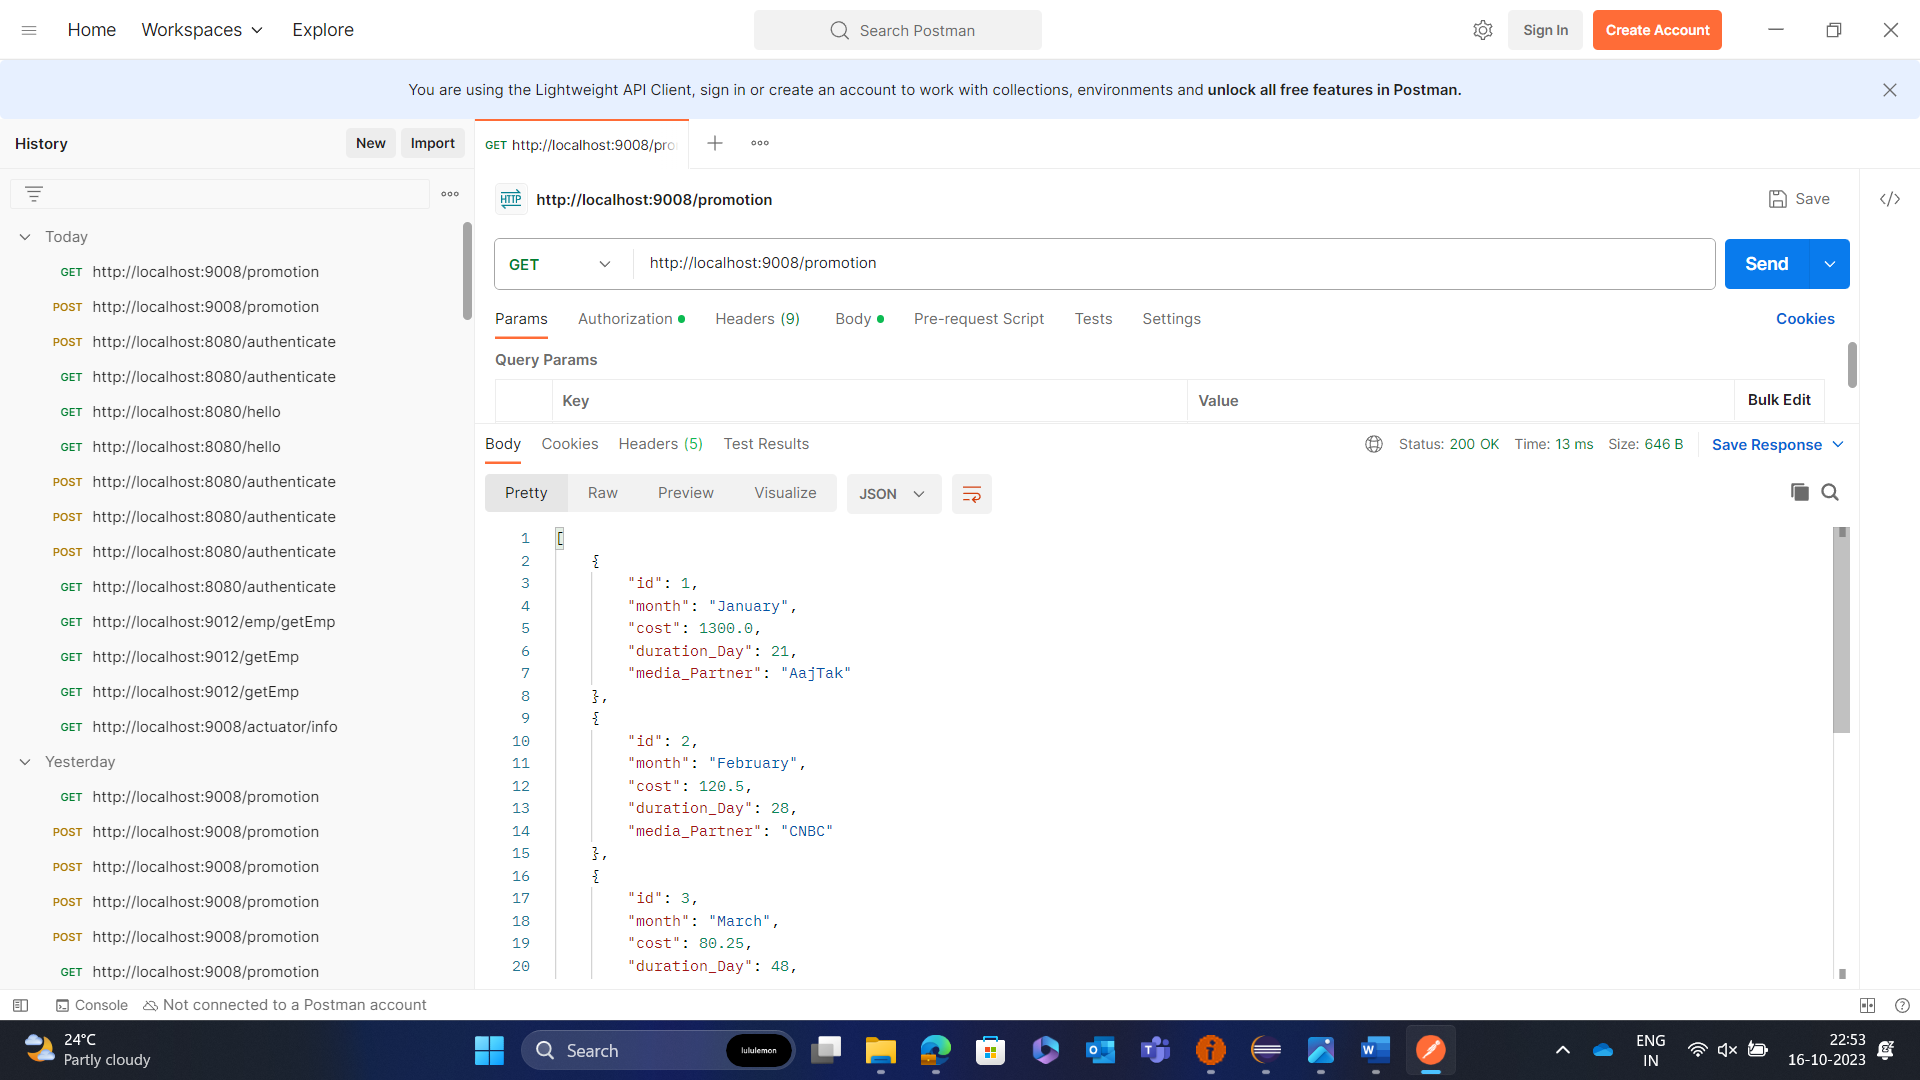 Home
Workspaces
Explore
Search Postman
Sign In
Create Account
You are using the Lightweight API Client, sign in or create an account to work with collections, environments and unlock all free features in Postman.
History
New
Import
GET http://localhost:9008/pro
Today
GET http://localhost:9008/promotion
POST http://localhost:9008/promotion
POST http://localhost:8080/authenticate
GET http://localhost:8080/authenticate
GET http://localhost:8080/hello
GET http://localhost:8080/hello
POST http://localhost:8080/authenticate
POST http://localhost:8080/authenticate
POST http://localhost:8080/authenticate
GET http://localhost:8080/authenticate
GET http://localhost:9012/emp/getEmp
GET http://localhost:9012/getEmp
GET http://localhost:9012/getEmp
GET http://localhost:9008/actuator/info
Yesterday
GET http://localhost:9008/promotion
POST http://localhost:9008/promotion
POST http://localhost:9008/promotion
POST http://localhost:9008/promotion
POST http://localhost:9008/promotion
GET http://localhost:9008/promotion
HTTP http://localhost:9008/promotion
Save
</>
GET http://localhost:9008/promotion
Send
Params Authorization Headers (9) Body Pre-request Script Tests Settings Cookies
Query Params
Key Value Bulk Edit
Body Cookies Headers (5) Test Results
Status: 200 OK Time: 13 ms Size: 646 B Save Response
Pretty Raw Preview Visualize JSON
1 [
2 {
3 "id": 1,
4 "month": "January",
5 "cost": 1300.0,
6 "duration_Day": 21,
7 "media_Partner": "AajTak"
8 },
9 {
10 "id": 2,
11 "month": "February",
12 "cost": 120.5,
13 "duration_Day": 28,
14 "media_Partner": "CNBC"
15 },
16 {
17 "id": 3,
18 "month": "March",
19 "cost": 80.25,
20 "duration_Day": 48,
Console Not connected to a Postman account
24°C
Partly cloudy
Search
lululemon
ENG
IN
22:53
16-10-2023